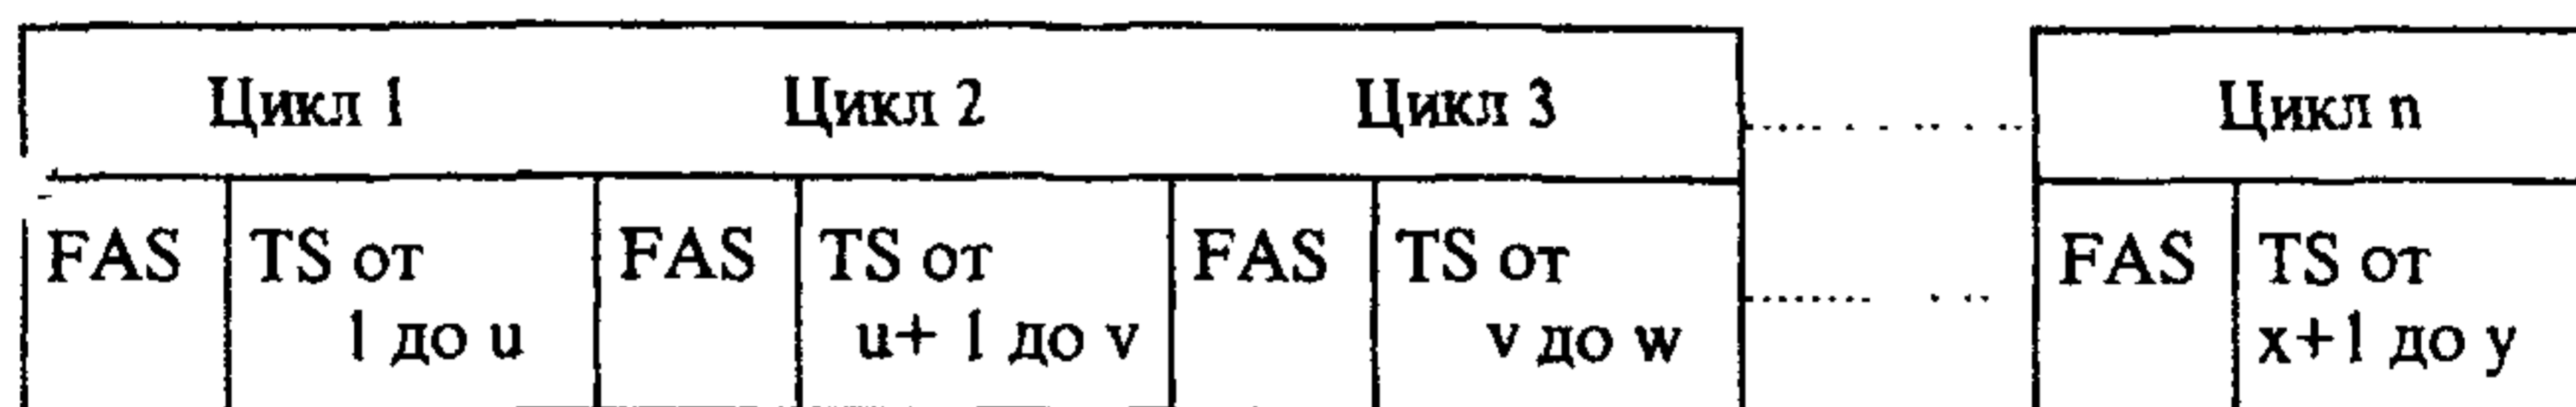 Цикл 1 Цикл 2 Цикл 3 Цикл n
FAS TS от FAS TS от FAS TS от FAS TS от
1 до u u+ 1 до v v до w x+1 до y